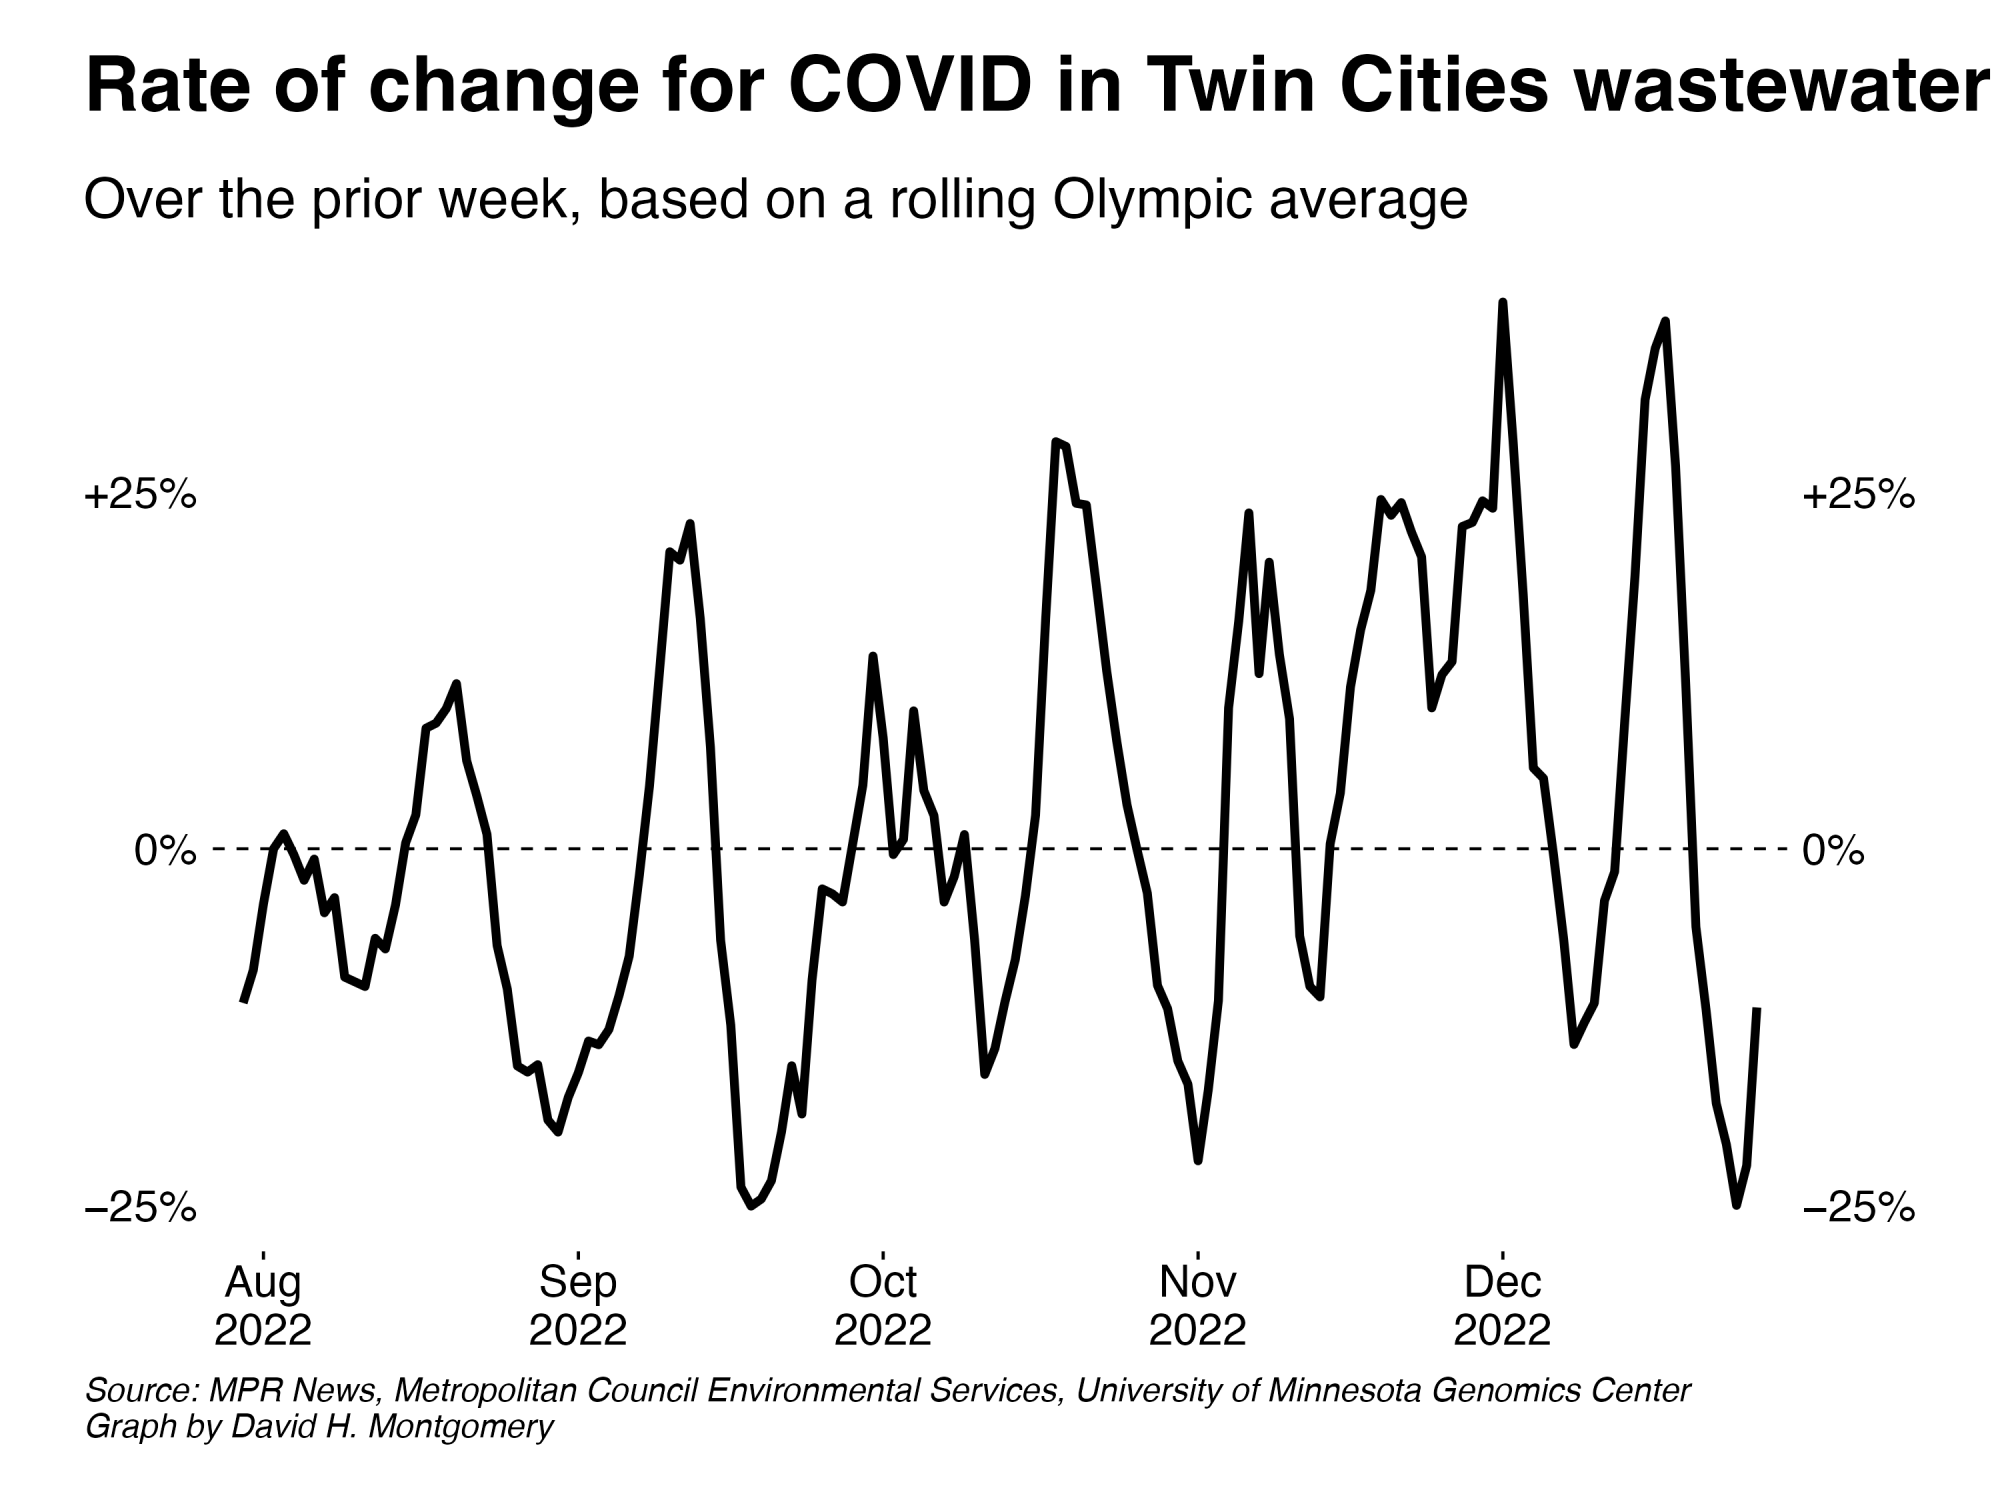 Rate of change for COVID in Twin Cities wastewater
Over the prior week, based on a rolling Olympic average
+25% +25%
0% 0%
−25% −25%
Aug Sep Oct Nov Dec
2022 2022 2022 2022 2022
Source: MPR News, Metropolitan Council Environmental Services, University of Minnesota Genomics Center
Graph by David H. Montgomery